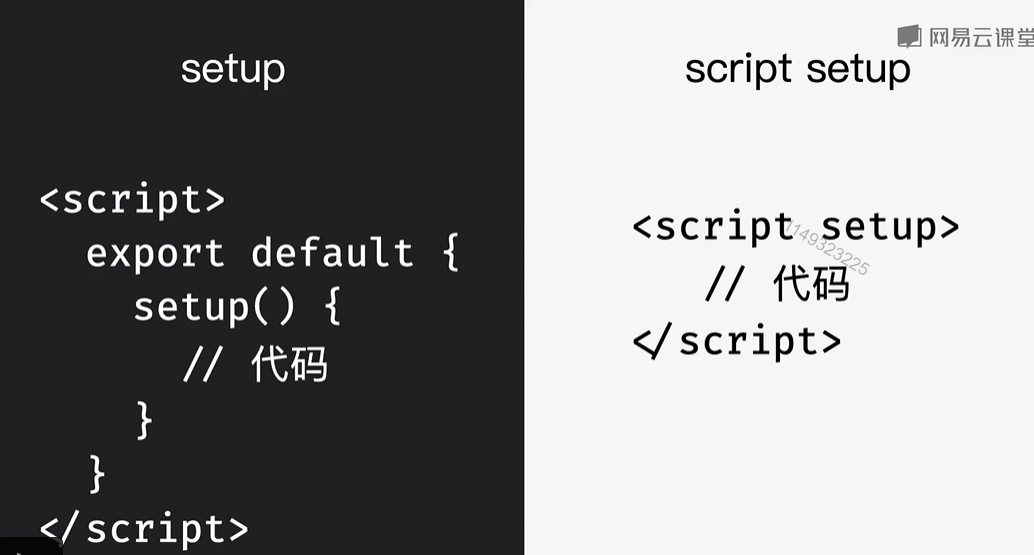 setup
<script>
export default {
setup() {
// 代码
}
}
</script>
网易云课堂
script setup
<script setup>
1149323225
// 代码
</script>